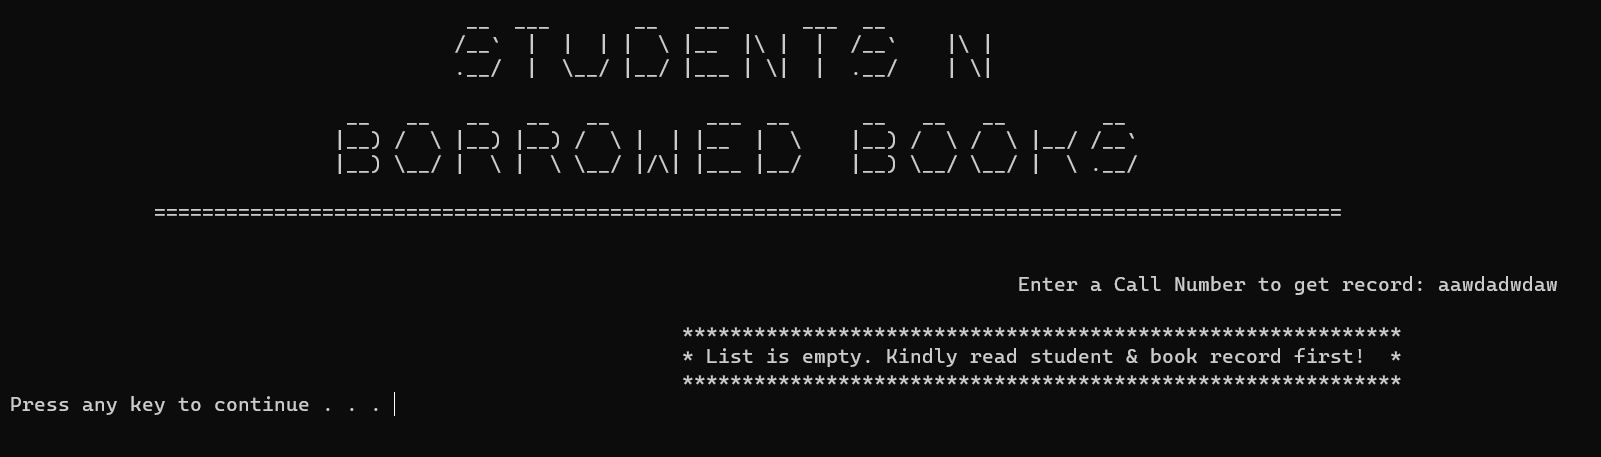 STUDENTS N
BORROWED BOOKS
===================================================================================================
Enter a Call Number to get record: aawdadwdaw
************************************************************
* List is empty. Kindly read student & book record first!  *
************************************************************
Press any key to continue . . .